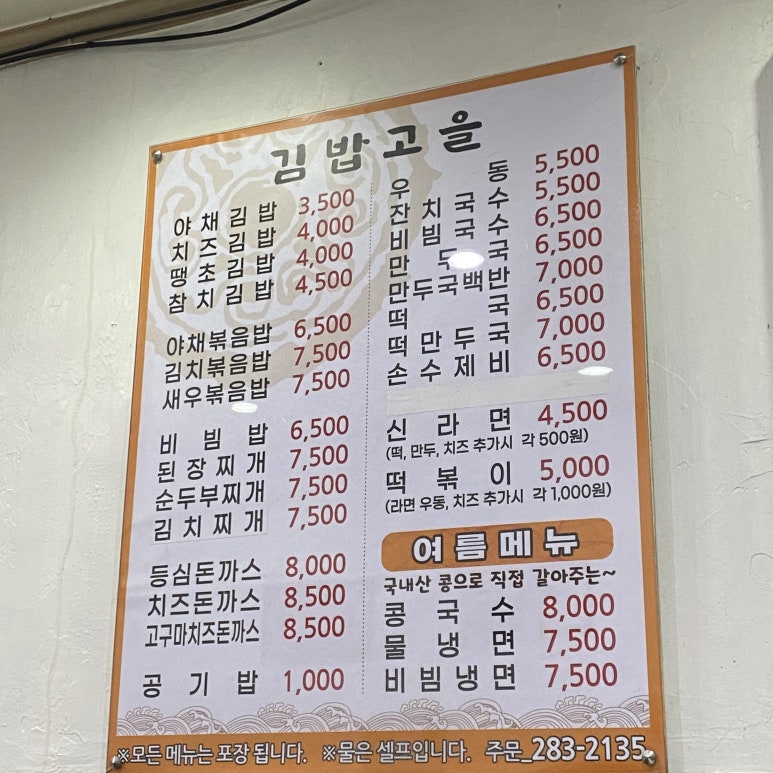 김밥고을
야채김밥 3,500
치즈김밥 4,000
땡초김밥 4,000
참치김밥 4,500
야채볶음밥 6,500
김치볶음밥 7,500
새우볶음밥 7,500
비빔밥 6,500
된장찌개 7,500
순두부찌개 7,500
김치찌개 7,500
등심돈까스 8,000
치즈돈까스 8,500
고구마치즈돈까스 8,500
공기밥 1,000
우동 5,500
잔치국수 5,500
비빔국수 6,500
만두국 6,500
만두국백반 7,000
떡국 6,500
떡만두국 7,000
손수제비 6,500
신라면 4,500
(떡, 만두, 치즈 추가시 각 500원)
떡볶이 5,000
(라면 우동, 치즈 추가시 각 1,000원)
여름메뉴
국내산 콩으로 직접 갈아주는~
콩국수 8,000
물냉면 7,500
비빔냉면 7,500
※모든 메뉴는 포장 됩니다. ※물은 셀프입니다. 주문_283-2135